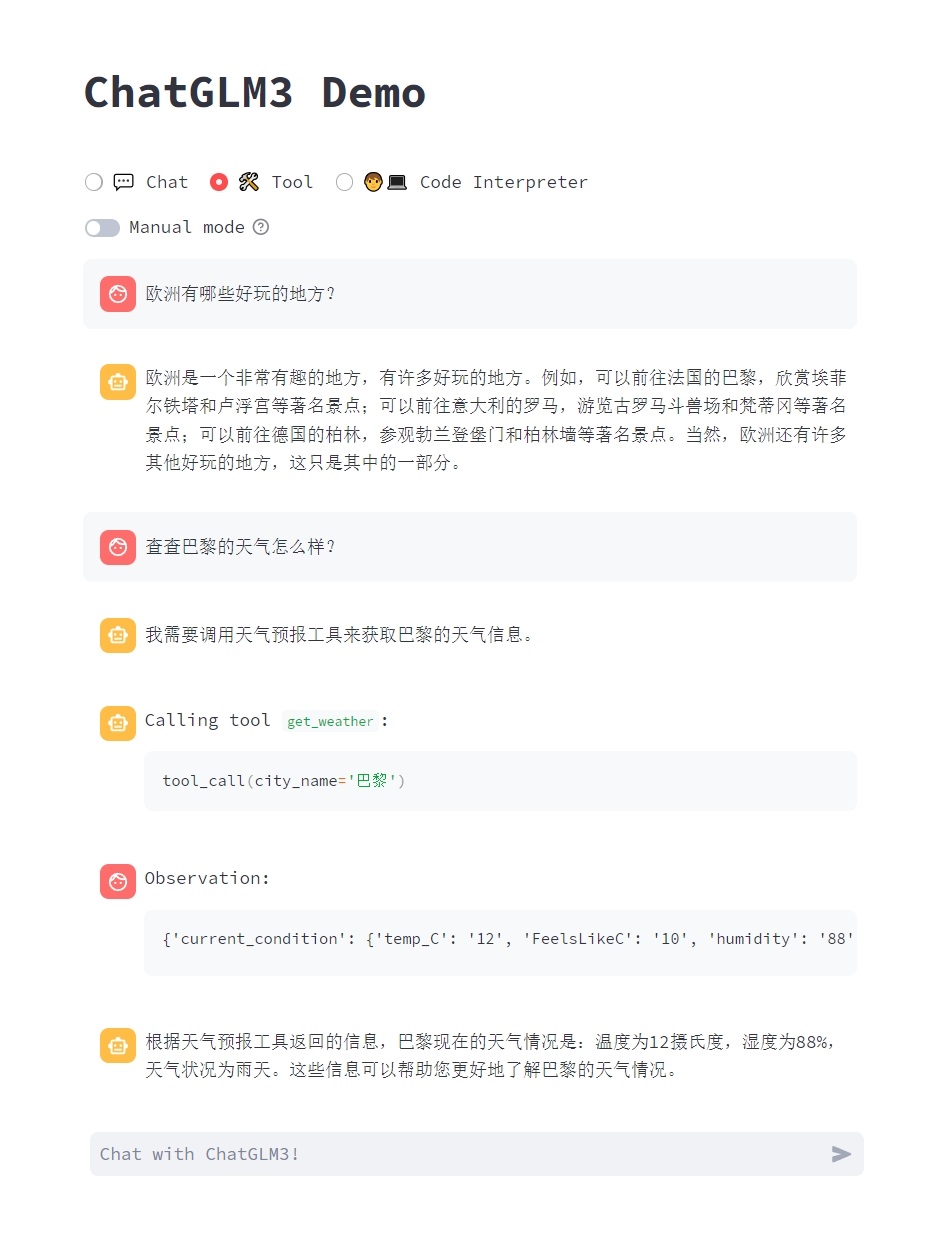 ChatGLM3 Demo
Chat Tool Code Interpreter
Manual mode
欧洲有哪些好玩的地方？
欧洲是一个非常有趣的地方，有许多好玩的地方。例如，可以前往法国的巴黎，欣赏埃菲
尔铁塔和卢浮宫等著名景点；可以前往意大利的罗马，游览古罗马斗兽场和梵蒂冈等著名
景点；可以前往德国的柏林，参观勃兰登堡门和柏林墙等著名景点。当然，欧洲还有许多
其他好玩的地方，这只是其中的一部分。
查查巴黎的天气怎么样？
我需要调用天气预报工具来获取巴黎的天气信息。
Calling tool get_weather:
tool_call(city_name='巴黎')
Observation:
{'current_condition': {'temp_C': '12', 'FeelsLikeC': '10', 'humidity': '88'
根据天气预报工具返回的信息，巴黎现在的天气情况是：温度为12摄氏度，湿度为88%，
天气状况为雨天。这些信息可以帮助您更好地了解巴黎的天气情况。
Chat with ChatGLM3!